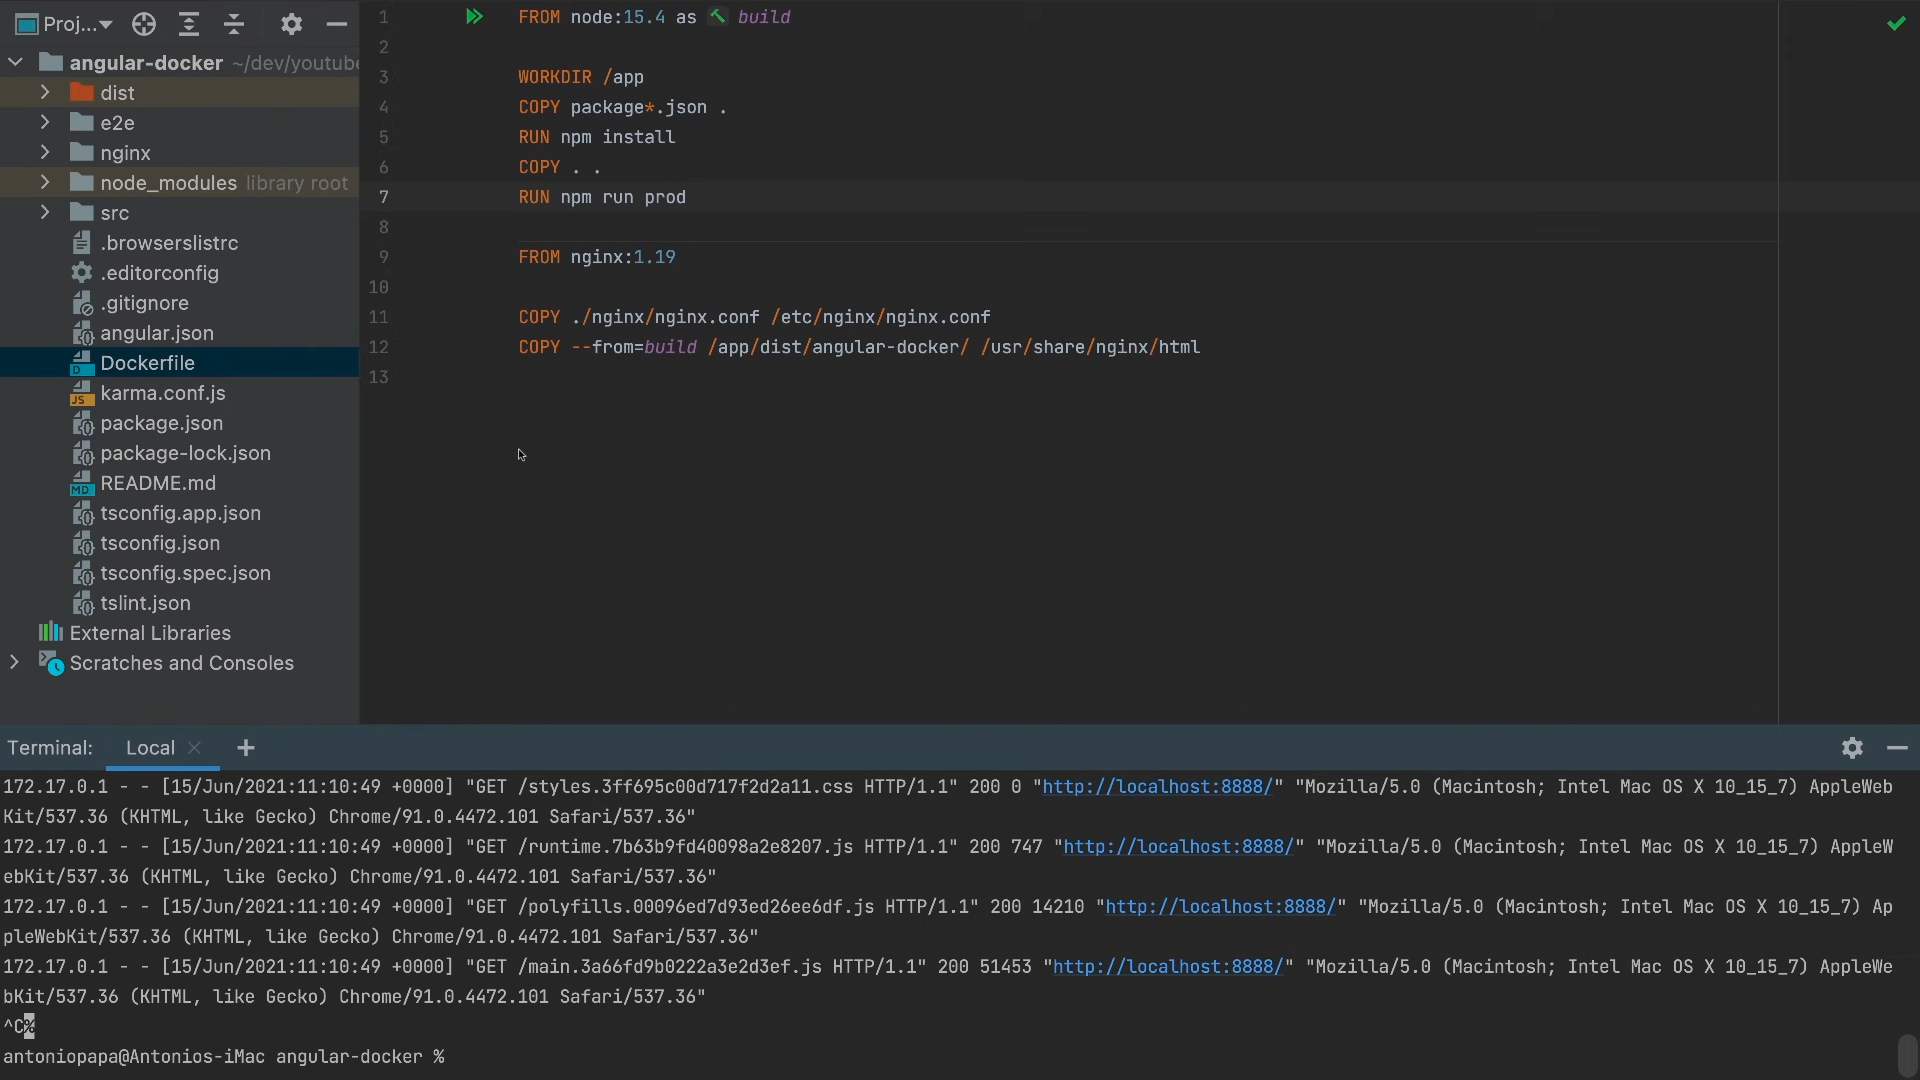 Proj...
angular-docker ~/dev/youtube
dist
e2e
nginx
node_modules library root
src
.browserslistrc
.editorconfig
.gitignore
angular.json
Dockerfile
karma.conf.js
package.json
package-lock.json
README.md
tsconfig.app.json
tsconfig.json
tsconfig.spec.json
tslint.json
External Libraries
Scratches and Consoles
1 FROM node:15.4 as build
2
3 WORKDIR /app
4 COPY package*.json .
5 RUN npm install
6 COPY . .
7 RUN npm run prod
8
9 FROM nginx:1.19
10
11 COPY ./nginx/nginx.conf /etc/nginx/nginx.conf
12 COPY --from=build /app/dist/angular-docker/ /usr/share/nginx/html
13
Terminal: Local
172.17.0.1 - - [15/Jun/2021:11:10:49 +0000] "GET /styles.3ff695c00d717f2d2a11.css HTTP/1.1" 200 0 "http://localhost:8888/" "Mozilla/5.0 (Macintosh; Intel Mac OS X 10_15_7) AppleWeb
Kit/537.36 (KHTML, like Gecko) Chrome/91.0.4472.101 Safari/537.36"
172.17.0.1 - - [15/Jun/2021:11:10:49 +0000] "GET /runtime.7b63b9fd40098a2e8207.js HTTP/1.1" 200 747 "http://localhost:8888/" "Mozilla/5.0 (Macintosh; Intel Mac OS X 10_15_7) AppleW
ebKit/537.36 (KHTML, like Gecko) Chrome/91.0.4472.101 Safari/537.36"
172.17.0.1 - - [15/Jun/2021:11:10:49 +0000] "GET /polyfills.00096ed7d93ed26ee6df.js HTTP/1.1" 200 14210 "http://localhost:8888/" "Mozilla/5.0 (Macintosh; Intel Mac OS X 10_15_7) Ap
pleWebKit/537.36 (KHTML, like Gecko) Chrome/91.0.4472.101 Safari/537.36"
172.17.0.1 - - [15/Jun/2021:11:10:49 +0000] "GET /main.3a66fd9b0222a3e2d3ef.js HTTP/1.1" 200 51453 "http://localhost:8888/" "Mozilla/5.0 (Macintosh; Intel Mac OS X 10_15_7) AppleWe
bKit/537.36 (KHTML, like Gecko) Chrome/91.0.4472.101 Safari/537.36"
^C%
antoniopapa@Antonios-iMac angular-docker %